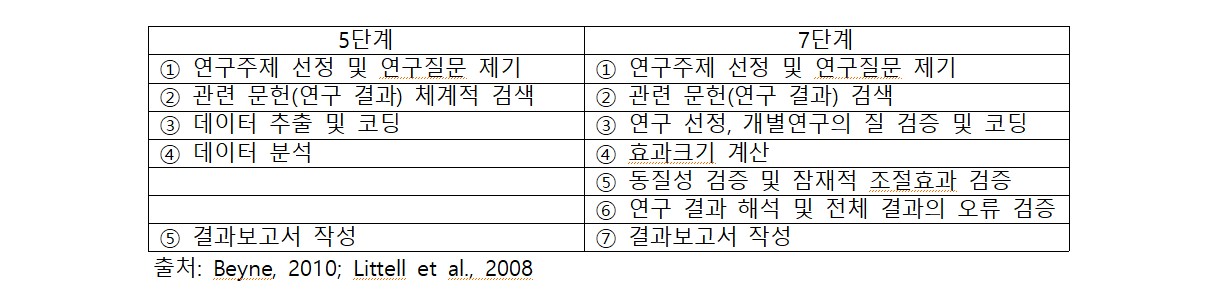 5단계 7단계
① 연구주제 선정 및 연구질문 제기 ① 연구주제 선정 및 연구질문 제기
② 관련 문헌(연구 결과) 체계적 검색 ② 관련 문헌(연구 결과) 검색
③ 데이터 추출 및 코딩 ③ 연구 선정, 개별연구의 질 검증 및 코딩
④ 데이터 분석 ④ 효과크기 계산
⑤ 동질성 검증 및 잠재적 조절효과 검증
⑥ 연구 결과 해석 및 전체 결과의 오류 검증
⑤ 결과보고서 작성 ⑦ 결과보고서 작성
출처: Beyne, 2010; Littell et al., 2008